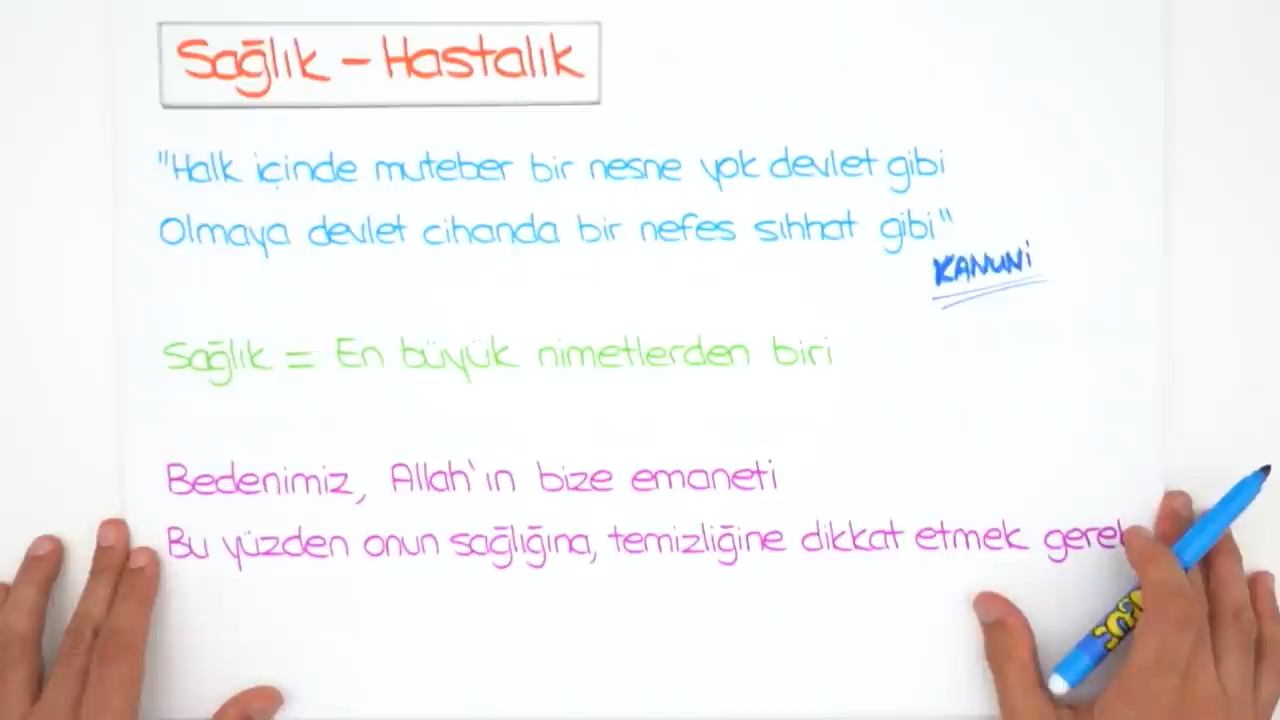 Sağlık - Hastalık
"Halk içinde muteber bir nesne yok devlet gibi
Olmaya devlet cihanda bir nefes sıhhat gibi"
KANUNi
Sağlık = En büyük nimetlerden biri
Bedenimiz, Allah'ın bize emaneti
Bu yüzden onun sağlığına, temizliğine dikkat etmek gerek